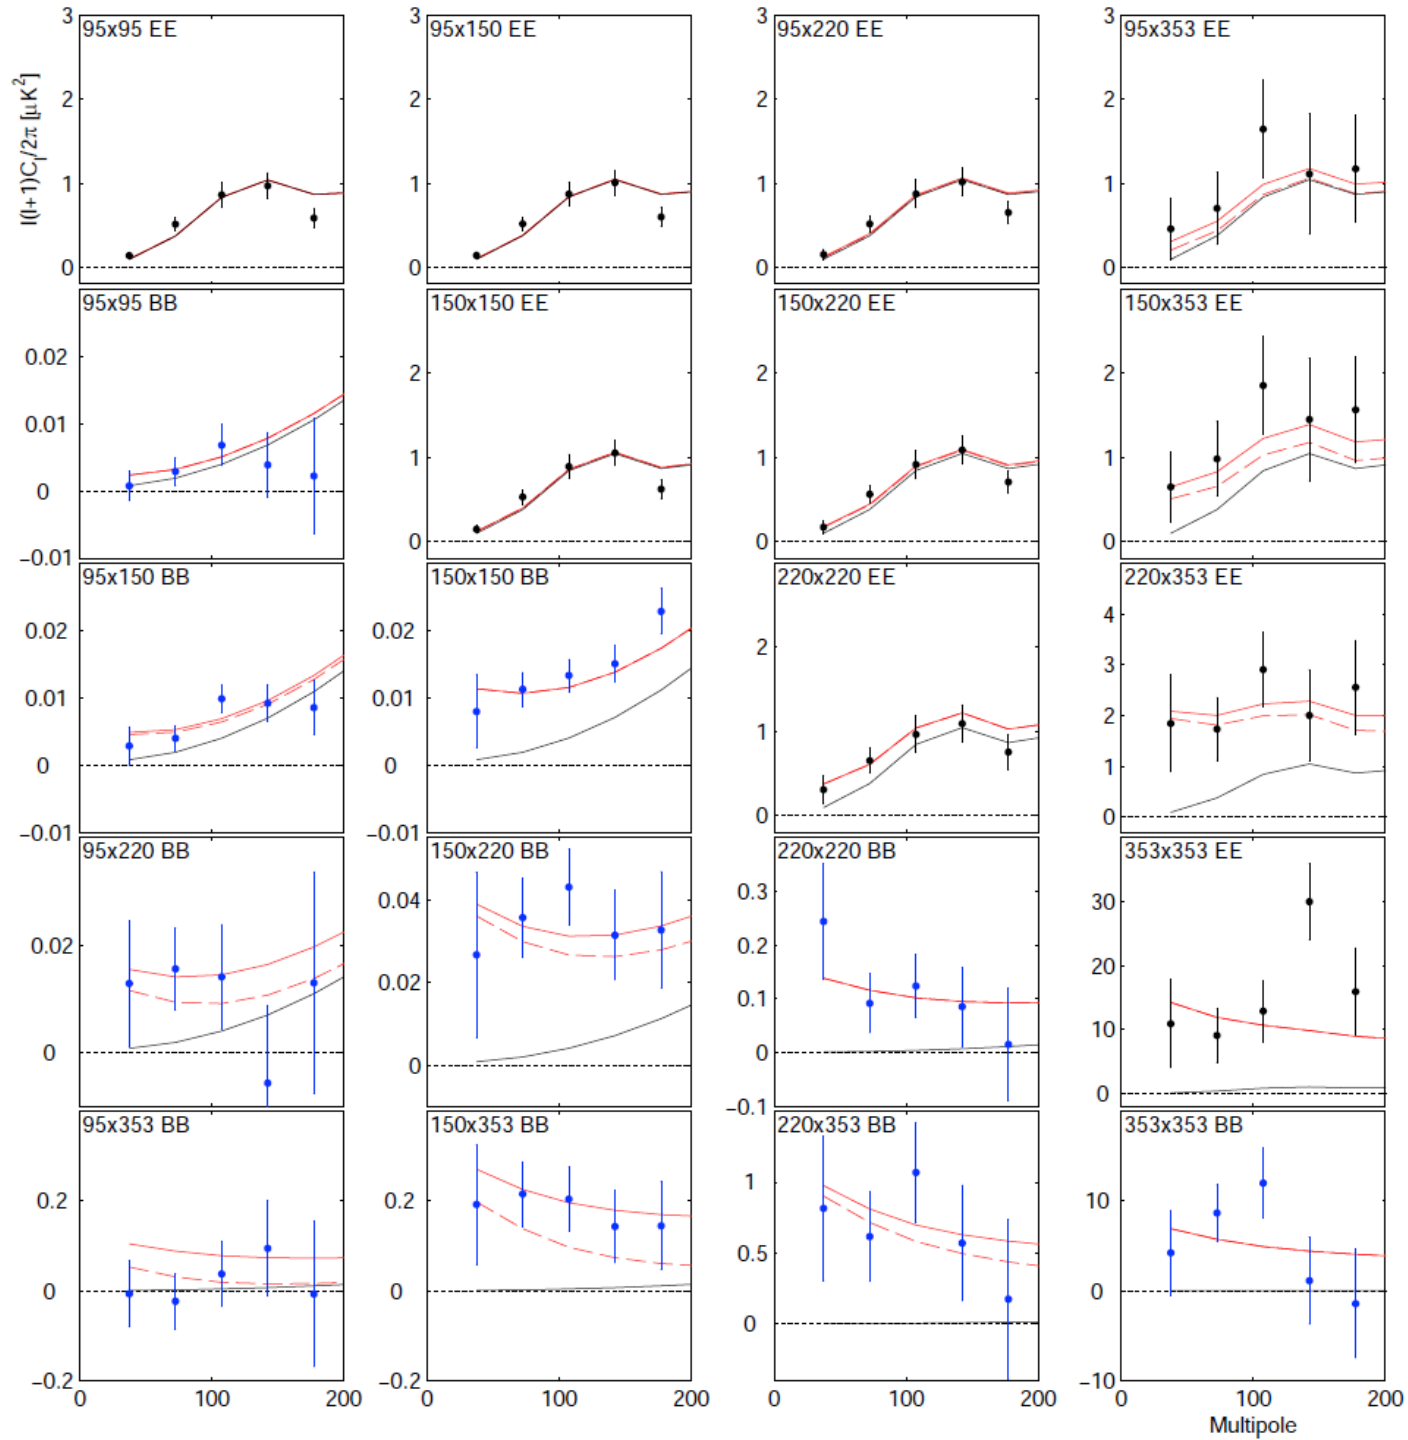 l(l+1)C_l/2π [μK²]
95x95 EE
95x150 EE
95x220 EE
95x353 EE
3
2
1
0
3
2
1
0
3
2
1
0
3
2
1
0
95x95 BB
150x150 EE
150x220 EE
150x353 EE
0.02
0.01
0
−0.01
2
1
0
2
1
0
2
1
0
95x150 BB
150x150 BB
220x220 EE
220x353 EE
0.02
0.01
0
−0.01
0.02
0.01
0
−0.01
2
1
0
4
3
2
1
0
95x220 BB
150x220 BB
220x220 BB
353x353 EE
0.02
0
0.04
0.02
0
0.3
0.2
0.1
0
−0.1
30
20
10
0
95x353 BB
150x353 BB
220x353 BB
353x353 BB
0.2
0
−0.2
0.2
0
−0.2
1
0.5
0
10
0
−10
0 100 200
0 100 200
0 100 200
0 100 200
Multipole